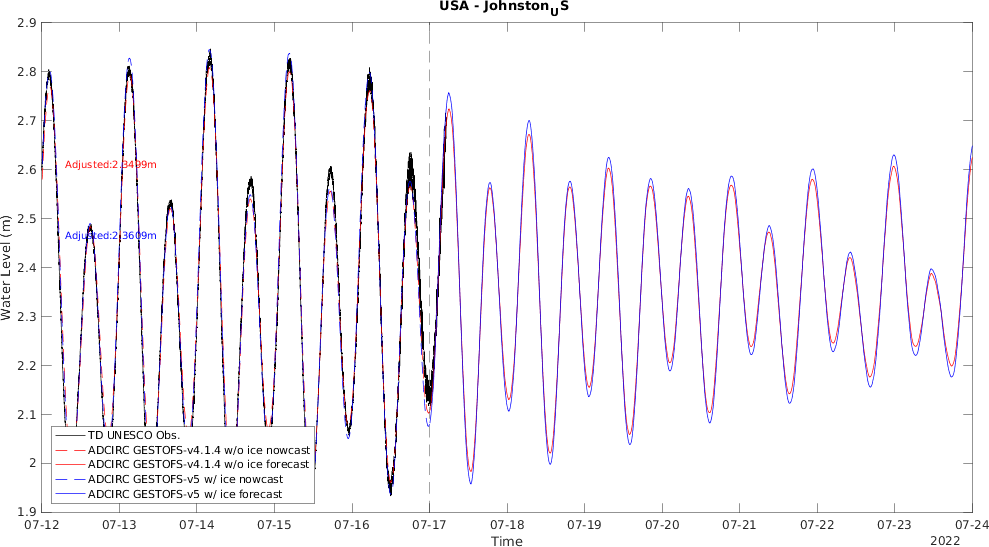 USA - Johnston_US
2.9
2.8
2.7
2.6
2.5
2.4
2.3
2.2
2.1
2
1.9
Water Level (m)
Adjusted:2.3499m
Adjusted:2.3609m
TD UNESCO Obs.
ADCIRC GESTOFS-v4.1.4 w/o ice nowcast
ADCIRC GESTOFS-v4.1.4 w/o ice forecast
ADCIRC GESTOFS-v5 w/ ice nowcast
ADCIRC GESTOFS-v5 w/ ice forecast
07-12 07-13 07-14 07-15 07-16 07-17 07-18 07-19 07-20 07-21 07-22 07-23 07-24
Time
2022